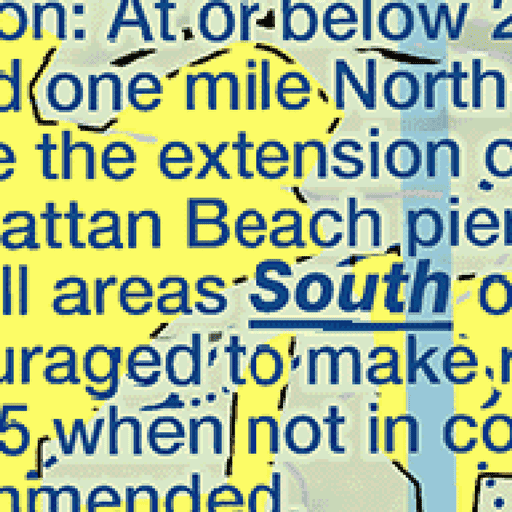 on: At or below 2
d one mile North
e the extension o
attan Beach pier
ll areas South o
uraged to make r
5 when not in co
mmended